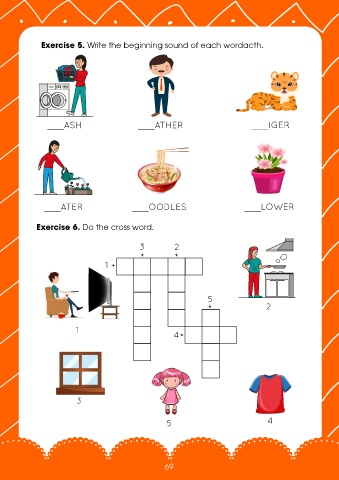 Exercise 5. Write the beginning sound of each wordacth.
___ASH ___ATHER ___IGER
___ATER ___OODLES ___LOWER
Exercise 6. Do the cross word.
3 2
1
5
2
4
1
3
5
4
69